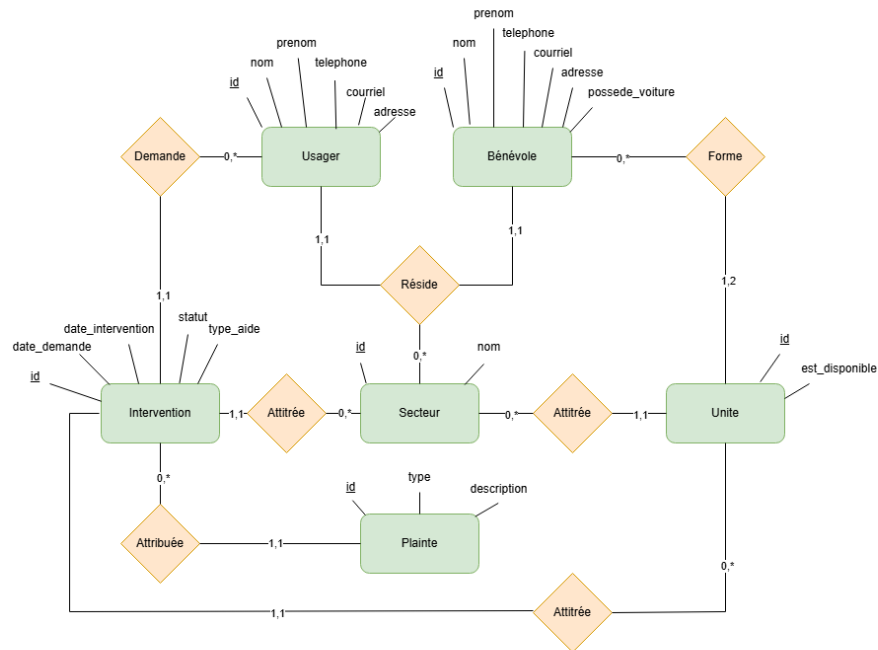 prenom
nom
telephone
id
courriel
adresse
prenom
nom
telephone
courriel
id
adresse
possede_voiture
Demande
0,*
Usager
Bénévole
0,*
Forme
1,1
1,1
Réside
1,1
1,2
statut
date_intervention
type_aide
date_demande
id
id
nom
0,*
id
est_disponible
Intervention
1,1
Attitrée
0,*
Secteur
0,*
Attitrée
1,1
Unite
0,*
type
id
description
Attribuée
1,1
Plainte
0,*
1,1
Attitrée